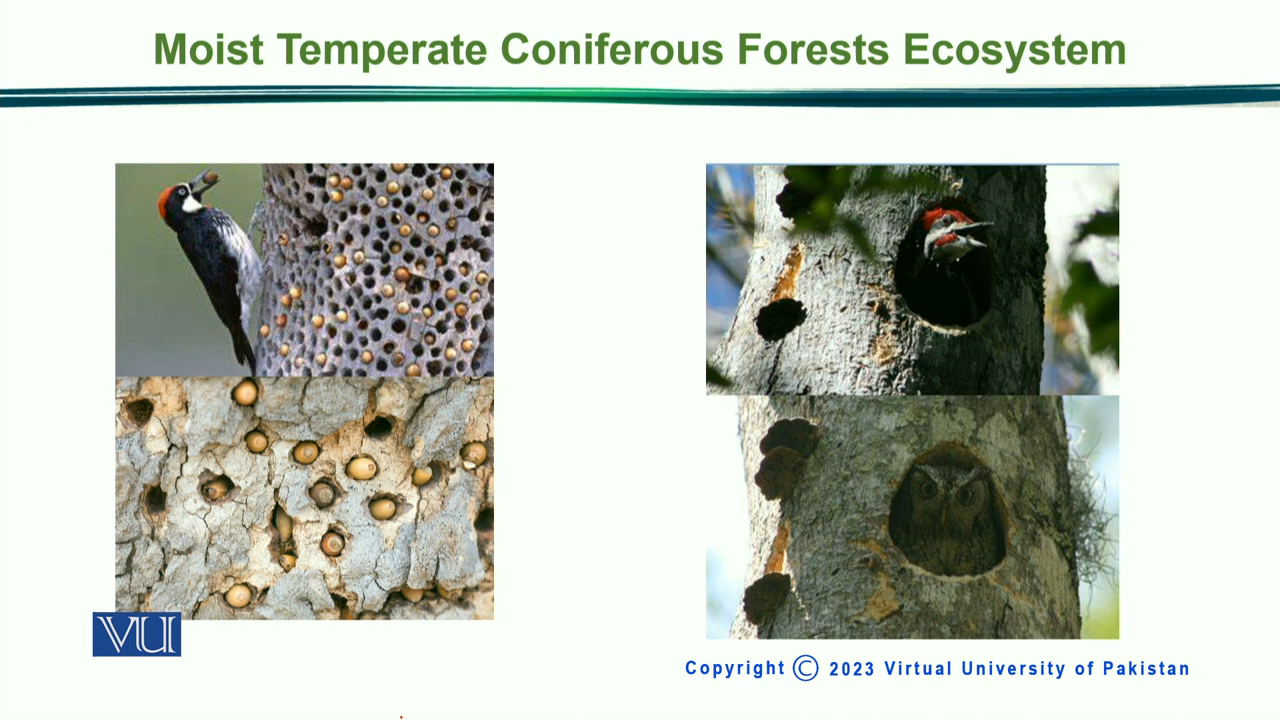 Moist Temperate Coniferous Forests Ecosystem
VU
Copyright © 2023 Virtual University of Pakistan